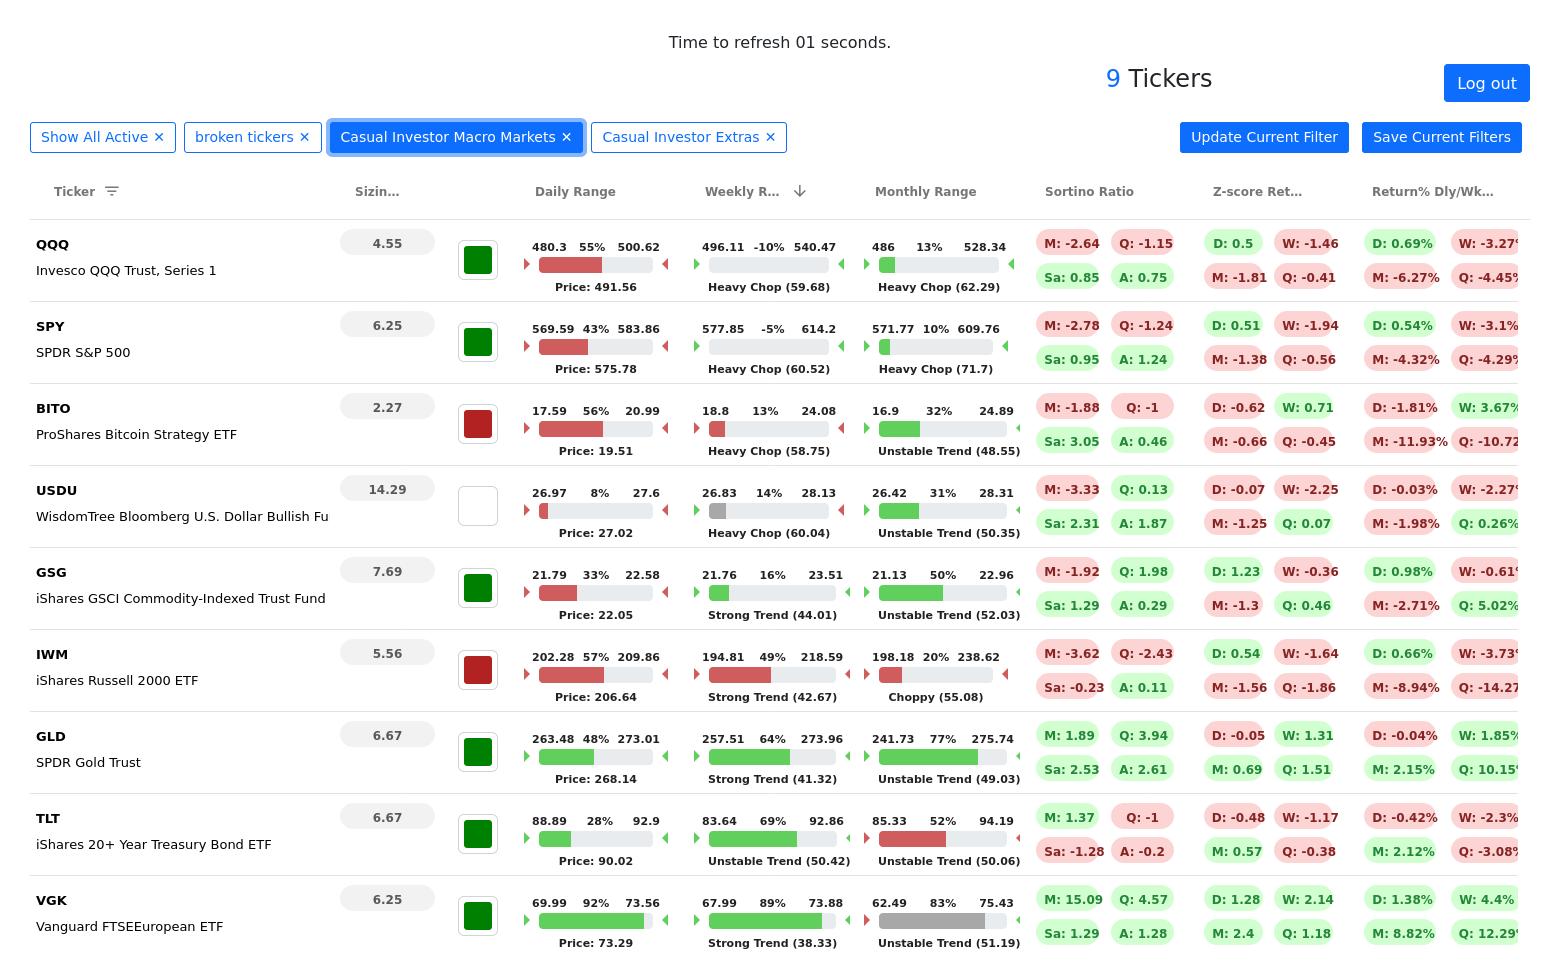 Time to refresh 01 seconds.
9 Tickers
Log out
Show All Active ✕ broken tickers ✕ Casual Investor Macro Markets ✕ Casual Investor Extras ✕ Update Current Filter Save Current Filters
Ticker Sizin... Daily Range Weekly R... Monthly Range Sortino Ratio Z-score Ret... Return% Dly/Wk...
QQQ 4.55 480.3 55% 500.62 496.11 -10% 540.47 486 13% 528.34 M: -2.64 Q: -1.15 D: 0.5 W: -1.46 D: 0.69% W: -3.27%
Invesco QQQ Trust, Series 1 Sa: 0.85 A: 0.75 M: -1.81 Q: -0.41 M: -6.27% Q: -4.45%
Price: 491.56 Heavy Chop (59.68) Heavy Chop (62.29)
SPY 6.25 569.59 43% 583.86 577.85 -5% 614.2 571.77 10% 609.76 M: -2.78 Q: -1.24 D: 0.51 W: -1.94 D: 0.54% W: -3.1%
SPDR S&P 500 Sa: 0.95 A: 1.24 M: -1.38 Q: -0.56 M: -4.32% Q: -4.29%
Price: 575.78 Heavy Chop (60.52) Heavy Chop (71.7)
BITO 2.27 17.59 56% 20.99 18.8 13% 24.08 16.9 32% 24.89 M: -1.88 Q: -1 D: -0.62 W: 0.71 D: -1.81% W: 3.67%
ProShares Bitcoin Strategy ETF Sa: 3.05 A: 0.46 M: -0.66 Q: -0.45 M: -11.93% Q: -10.72
Price: 19.51 Heavy Chop (58.75) Unstable Trend (48.55)
USDU 14.29 26.97 8% 27.6 26.83 14% 28.13 26.42 31% 28.31 M: -3.33 Q: 0.13 D: -0.07 W: -2.25 D: -0.03% W: -2.27%
WisdomTree Bloomberg U.S. Dollar Bullish Fu Sa: 2.31 A: 1.87 M: -1.25 Q: 0.07 M: -1.98% Q: 0.26%
Price: 27.02 Heavy Chop (60.04) Unstable Trend (50.35)
GSG 7.69 21.79 33% 22.58 21.76 16% 23.51 21.13 50% 22.96 M: -1.92 Q: 1.98 D: 1.23 W: -0.36 D: 0.98% W: -0.61%
iShares GSCI Commodity-Indexed Trust Fund Sa: 1.29 A: 0.29 M: -1.3 Q: 0.46 M: -2.71% Q: 5.02%
Price: 22.05 Strong Trend (44.01) Unstable Trend (52.03)
IWM 5.56 202.28 57% 209.86 194.81 49% 218.59 198.18 20% 238.62 M: -3.62 Q: -2.43 D: 0.54 W: -1.64 D: 0.66% W: -3.73%
iShares Russell 2000 ETF Sa: -0.23 A: 0.11 M: -1.56 Q: -1.86 M: -8.94% Q: -14.27
Price: 206.64 Strong Trend (42.67) Choppy (55.08)
GLD 6.67 263.48 48% 273.01 257.51 64% 273.96 241.73 77% 275.74 M: 1.89 Q: 3.94 D: -0.05 W: 1.31 D: -0.04% W: 1.85%
SPDR Gold Trust Sa: 2.53 A: 2.61 M: 0.69 Q: 1.51 M: 2.15% Q: 10.15%
Price: 268.14 Strong Trend (41.32) Unstable Trend (49.03)
TLT 6.67 88.89 28% 92.9 83.64 69% 92.86 85.33 52% 94.19 M: 1.37 Q: -1 D: -0.48 W: -1.17 D: -0.42% W: -2.3%
iShares 20+ Year Treasury Bond ETF Sa: -1.28 A: -0.2 M: 0.57 Q: -0.38 M: 2.12% Q: -3.08%
Price: 90.02 Unstable Trend (50.42) Unstable Trend (50.06)
VGK 6.25 69.99 92% 73.56 67.99 89% 73.88 62.49 83% 75.43 M: 15.09 Q: 4.57 D: 1.28 W: 2.14 D: 1.38% W: 4.4%
Vanguard FTSEEuropean ETF Sa: 1.29 A: 1.28 M: 2.4 Q: 1.18 M: 8.82% Q: 12.29%
Price: 73.29 Strong Trend (38.33) Unstable Trend (51.19)